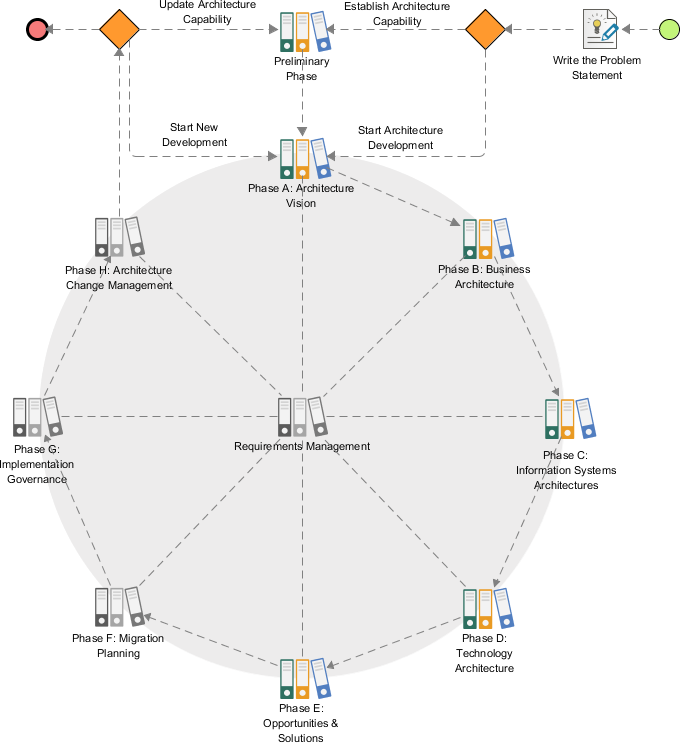 Update Architecture
Capability
Establish Architecture
Capability
Preliminary
Phase
Write the Problem
Statement
Start New
Development
Start Architecture
Development
Phase A: Architecture
Vision
Phase H: Architecture
Change Management
Phase B: Business
Architecture
Requirements Management
Phase G:
Implementation
Governance
Phase C:
Information Systems
Architectures
Phase F: Migration
Planning
Phase D:
Technology
Architecture
Phase E:
Opportunities &
Solutions